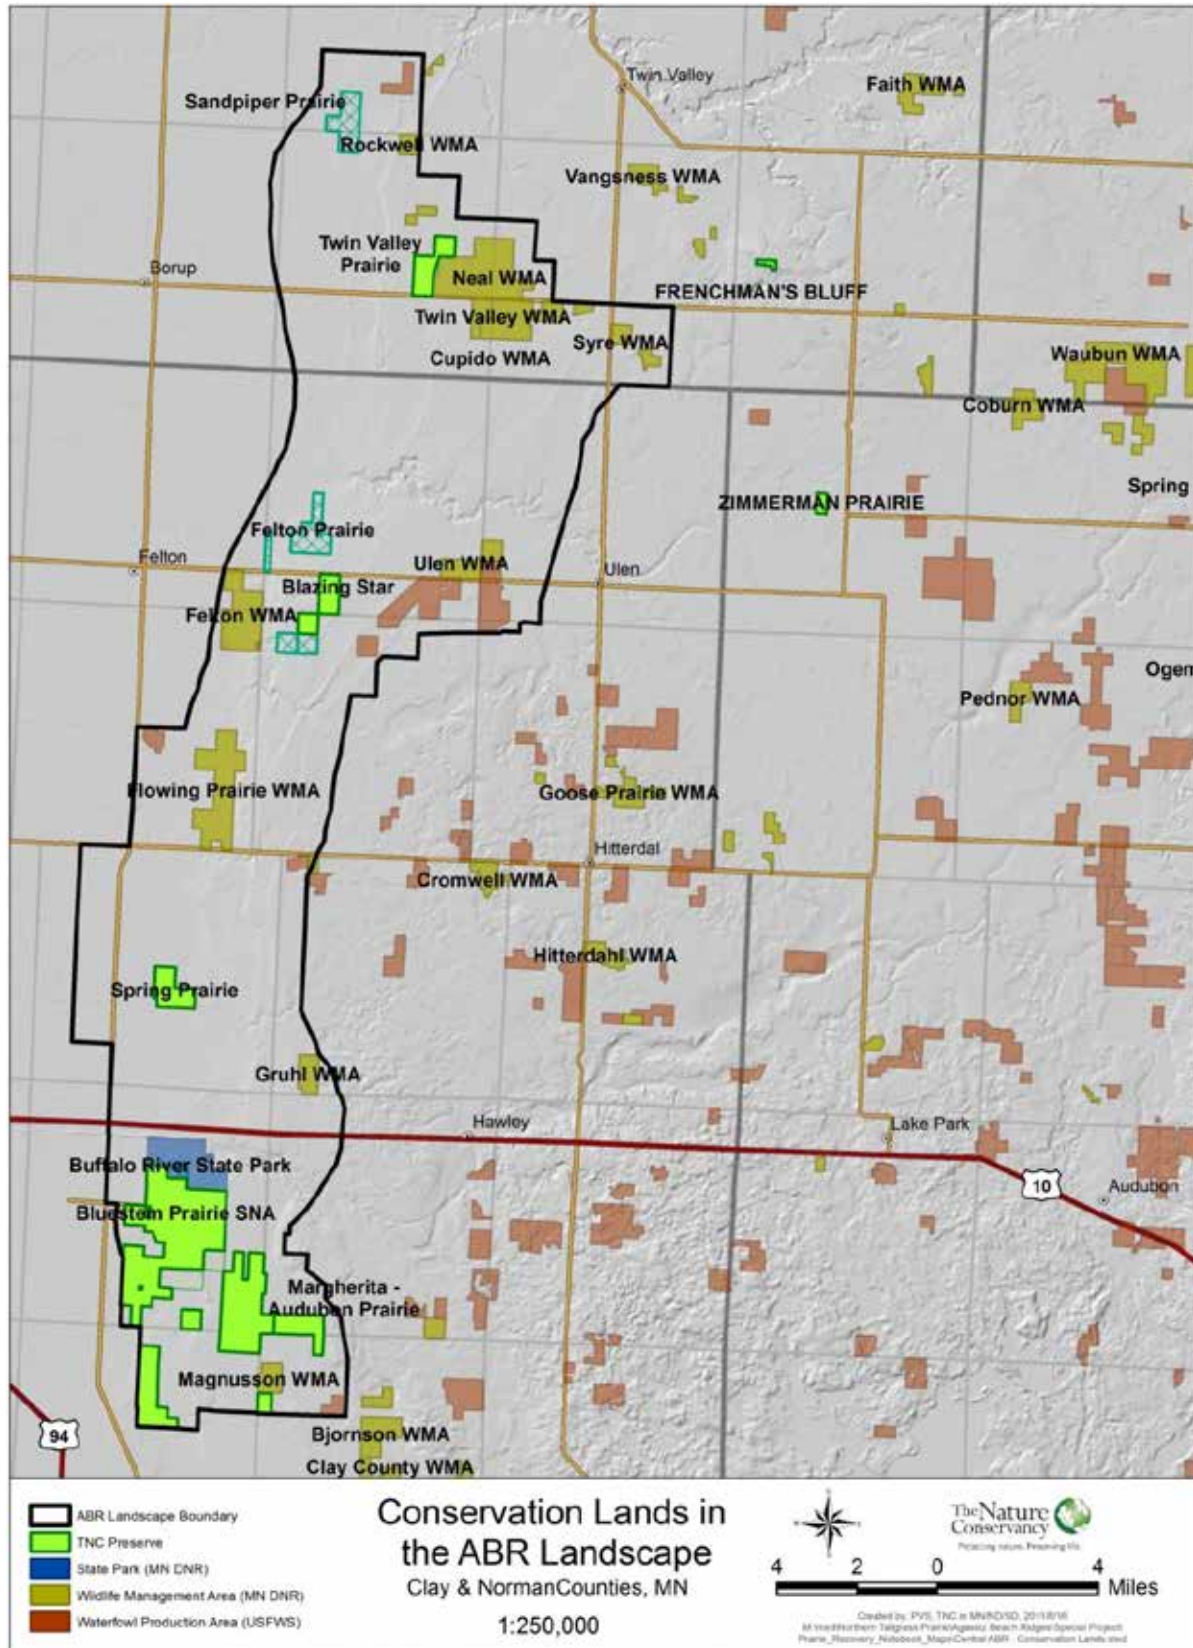 Twin Valley
Faith WMA
Sandpiper Prairie
Rockwell WMA
Vangsness WMA
Twin Valley
Prairie
Borup
Neal WMA
FRENCHMAN'S BLUFF
Twin Valley WMA
Syre WMA
Cupido WMA
Waubun WMA
Coburn WMA
Spring
ZIMMERMAN PRAIRIE
Felton Prairie
Felton
Ulen WMA
Ulen
Blazing Star
Felton WMA
Ogem
Pednor WMA
Flowing Prairie WMA
Goose Prairie WMA
Hitterdal
Cromwell WMA
Hitterdahl WMA
Spring Prairie
Gruhl WMA
Hawley
Lake Park
Buffalo River State Park
10
Audubon
Bluestem Prairie SNA
Margherita -
Audubon Prairie
Magnusson WMA
94
Bjornson WMA
Clay County WMA
ABR Landscape Boundary
TNC Preserve
State Park (MN DNR)
Wildlife Management Area (MN DNR)
Waterfowl Production Area (USFWS)
Conservation Lands in
the ABR Landscape
Clay & NormanCounties, MN
1:250,000
The Nature
Conservancy
Protecting nature. Preserving life.
4 2 0 4
Miles